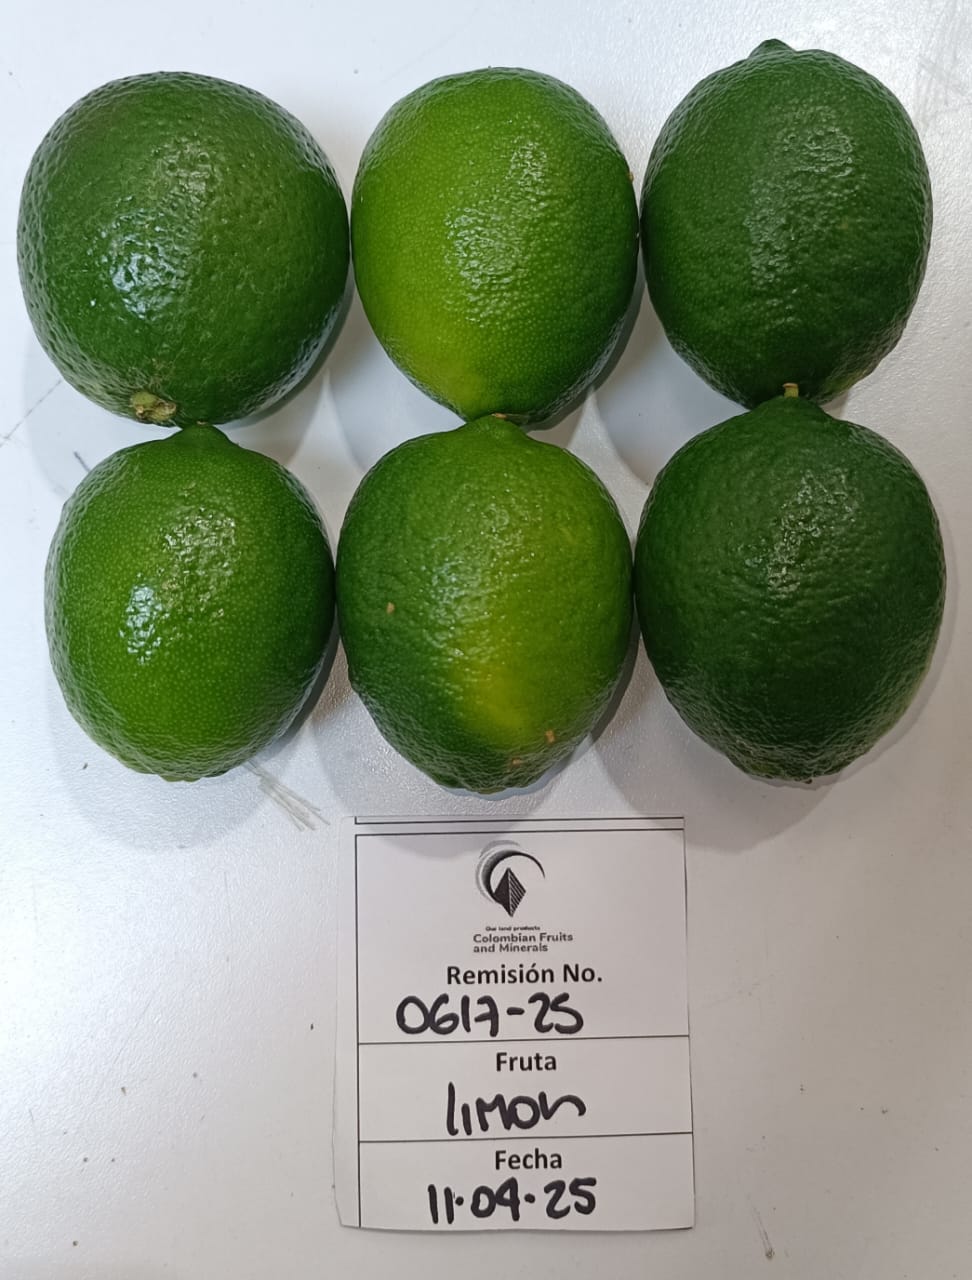 Our land products
Colombian Fruits
and Minerals
Remisión No.
0617-25
Fruta
limon
Fecha
11.04.25